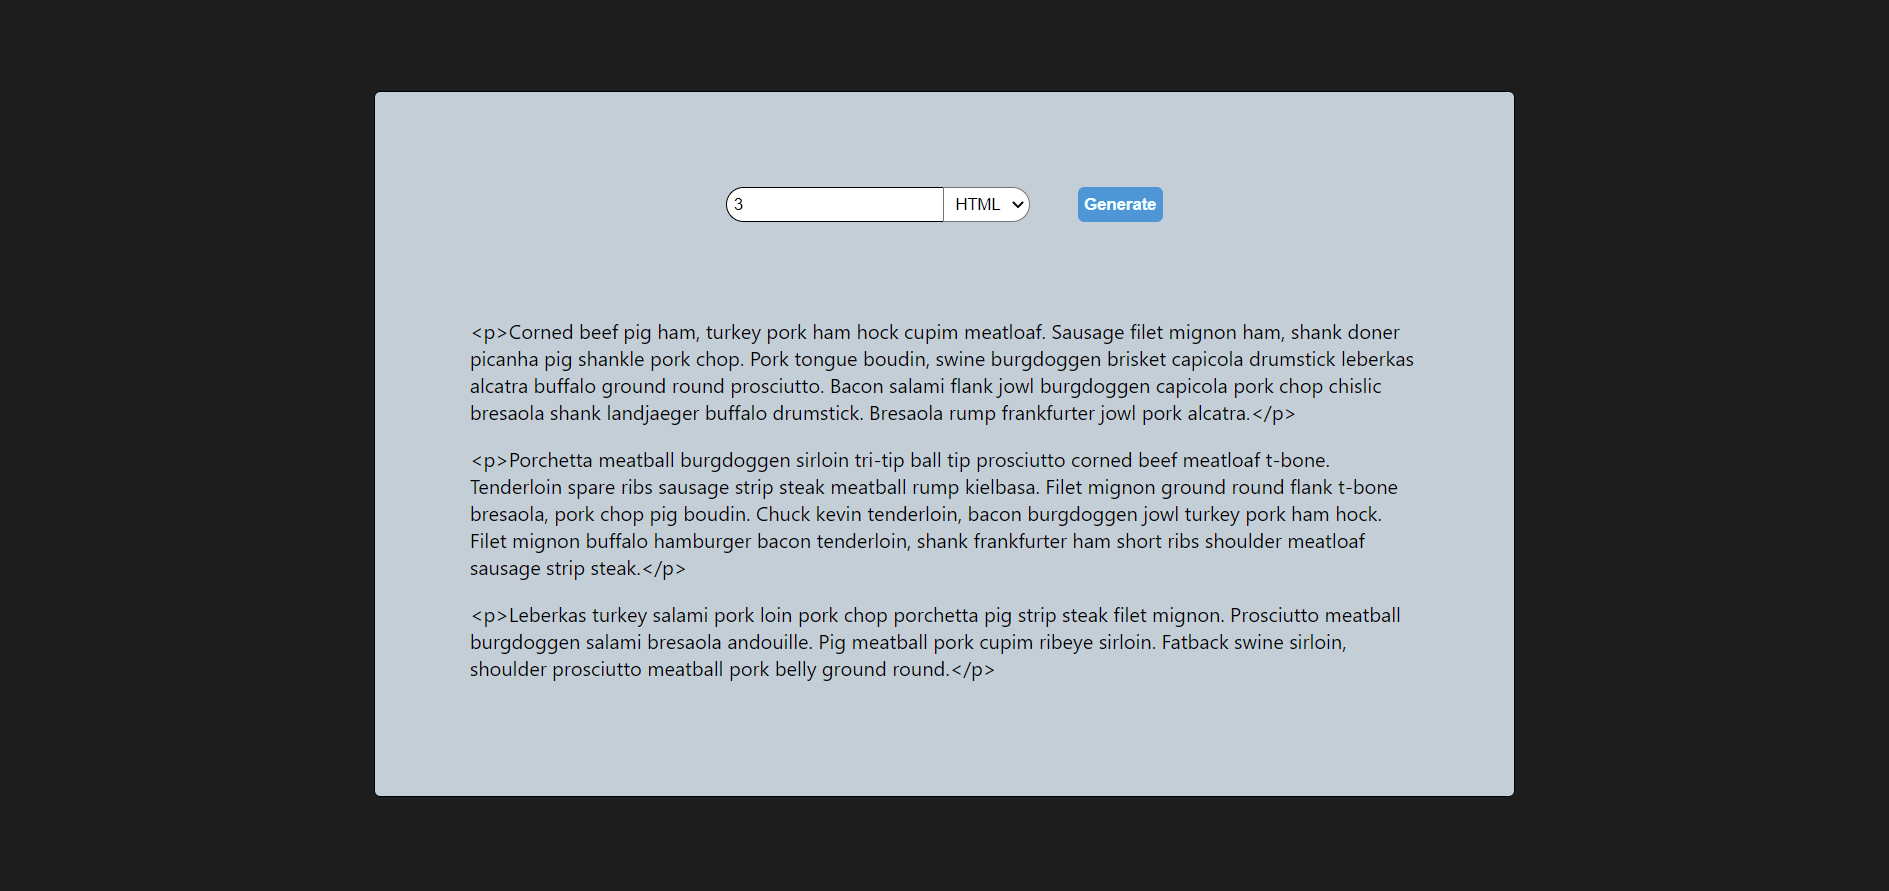 3 HTML Generate
<p>Corned beef pig ham, turkey pork ham hock cupim meatloaf. Sausage filet mignon ham, shank doner
picanha pig shankle pork chop. Pork tongue boudin, swine burgdoggen brisket capicola drumstick leberkas
alcatra buffalo ground round prosciutto. Bacon salami flank jowl burgdoggen capicola pork chop chislic
bresaola shank landjaeger buffalo drumstick. Bresaola rump frankfurter jowl pork alcatra.</p>
<p>Porchetta meatball burgdoggen sirloin tri-tip ball tip prosciutto corned beef meatloaf t-bone.
Tenderloin spare ribs sausage strip steak meatball rump kielbasa. Filet mignon ground round flank t-bone
bresaola, pork chop pig boudin. Chuck kevin tenderloin, bacon burgdoggen jowl turkey pork ham hock.
Filet mignon buffalo hamburger bacon tenderloin, shank frankfurter ham short ribs shoulder meatloaf
sausage strip steak.</p>
<p>Leberkas turkey salami pork loin pork chop porchetta pig strip steak filet mignon. Prosciutto meatball
burgdoggen salami bresaola andouille. Pig meatball pork cupim ribeye sirloin. Fatback swine sirloin,
shoulder prosciutto meatball pork belly ground round.</p>